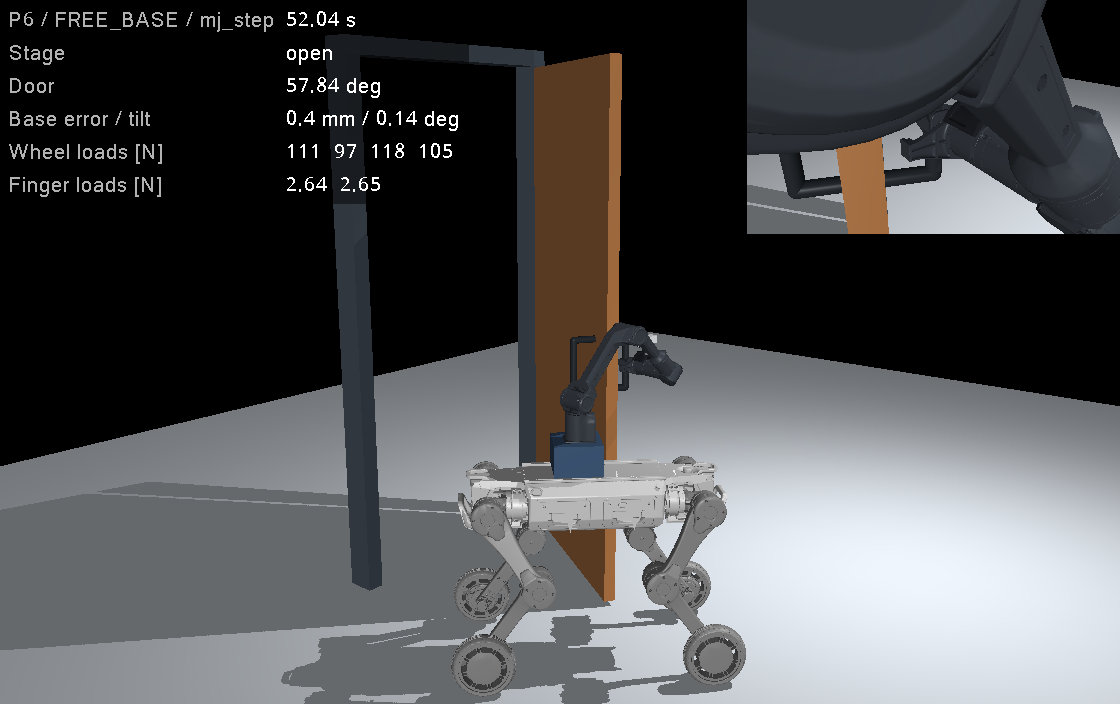 P6 / FREE_BASE / mj_step 52.04 s
Stage open
Door 57.84 deg
Base error / tilt 0.4 mm / 0.14 deg
Wheel loads [N] 111 97 118 105
Finger loads [N] 2.64 2.65